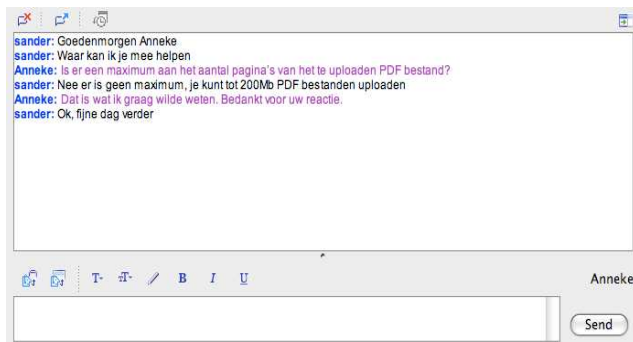 sander: Goedenmorgen Anneke
sander: Waar kan ik je mee helpen
Anneke: Is er een maximum aan het aantal pagina's van het te uploaden PDF bestand?
sander: Nee er is geen maximum, je kunt tot 200Mb PDF bestanden uploaden
Anneke: Dat is wat ik graag wilde weten. Bedankt voor uw reactie.
sander: Ok, fijne dag verder
T- T- B I U Anneke
Send